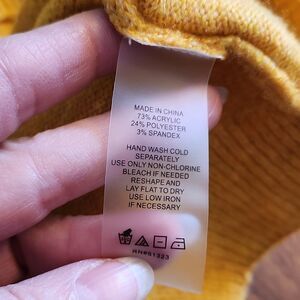 MADE IN CHINA
73% ACRYLIC
24% POLYESTER
3% SPANDEX
HAND WASH COLD
SEPARATELY
USE ONLY NON-CHLORINE
BLEACH IF NEEDED
RESHAPE AND
LAY FLAT TO DRY
USE LOW IRON
IF NECESSARY